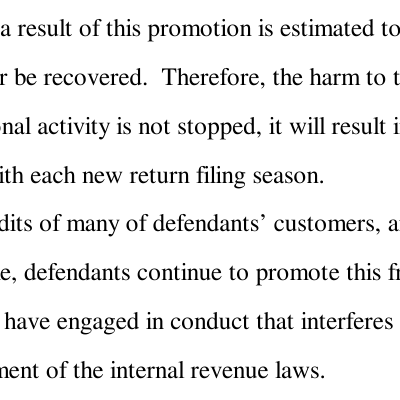 a result of this promotion is estimated to
r be recovered.  Therefore, the harm to t
nal activity is not stopped, it will result i
ith each new return filing season.
dits of many of defendants’ customers, a
e, defendants continue to promote this fr
have engaged in conduct that interferes
ment of the internal revenue laws.